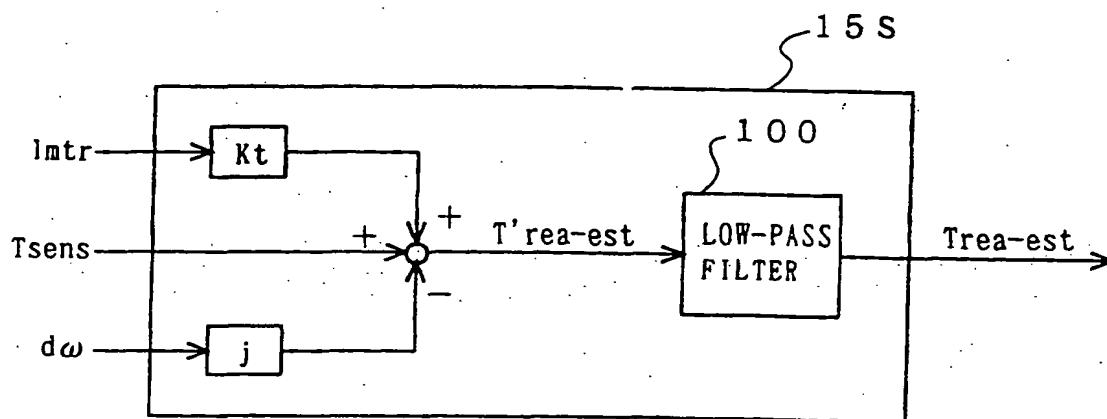 15S
100
Imtr
Kt
+
Tsens
+
T'rea-est
LOW-PASS
FILTER
Trea-est
−
dω
j